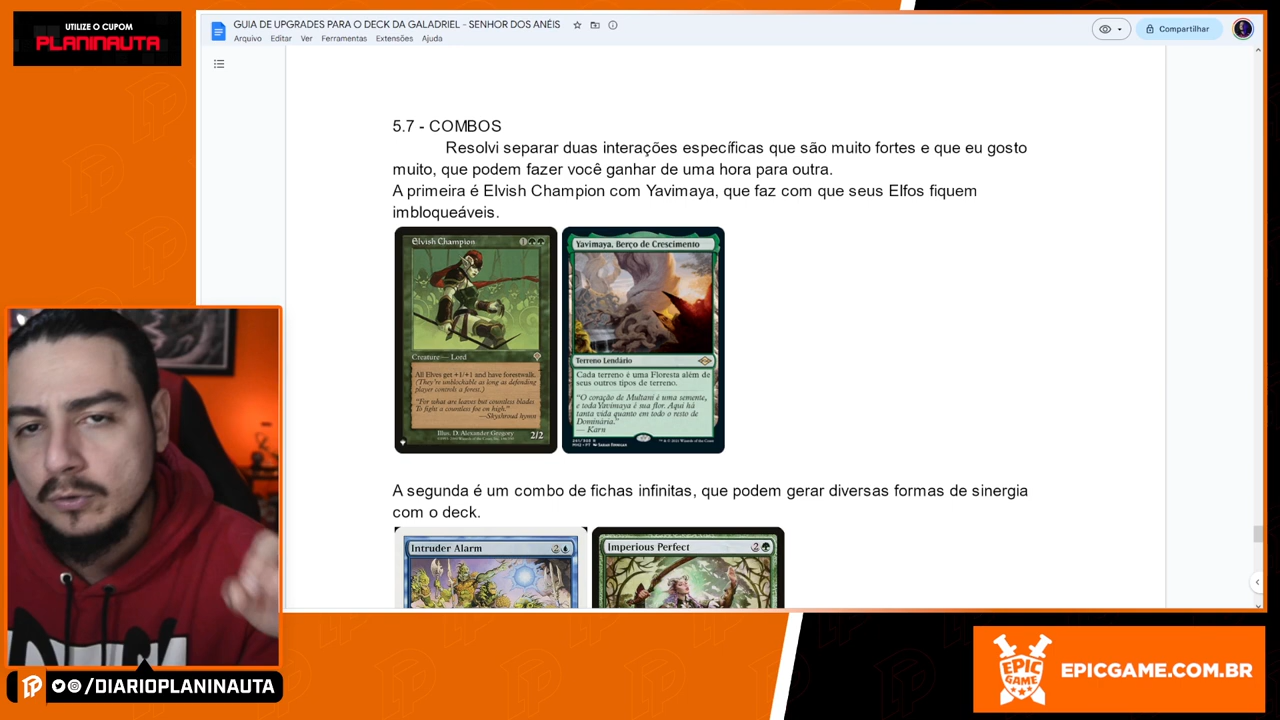 UTILIZE O CUPOM
PLANINAUTA
GUIA DE UPGRADES PARA O DECK DA GALADRIEL - SENHOR DOS ANÉIS
Arquivo Editar Ver Ferramentas Extensões Ajuda
Compartilhar
5.7 - COMBOS
Resolvi separar duas interações específicas que são muito fortes e que eu gosto
muito, que podem fazer você ganhar de uma hora para outra.
A primeira é Elvish Champion com Yavimaya, que faz com que seus Elfos fiquem
imbloqueáveis.
Elvish Champion
Creature — Lord
All Elves get +1/+1 and have forestwalk.
(They're unblockable as long as defending
player controls a forest.)
"For what are leaves but countless blades
To fight a countless foe on high."
—Skyshroud hymn
Illus. D. Alexander Gregory
2/2
Yavimaya, Berço de Crescimento
Terreno Lendário
Cada terreno é uma Floresta além de
seus outros tipos de terreno.
"O coração de Multani é uma semente,
e toda Yavimaya é sua flor. Aqui há
tanta vida quanto em todo o resto de
Dominária."
— Karn
A segunda é um combo de fichas infinitas, que podem gerar diversas formas de sinergia
com o deck.
Intruder Alarm 2
Imperious Perfect 2
/DIARIOPLANINAUTA
EPIC
GAME
EPICGAME.COM.BR